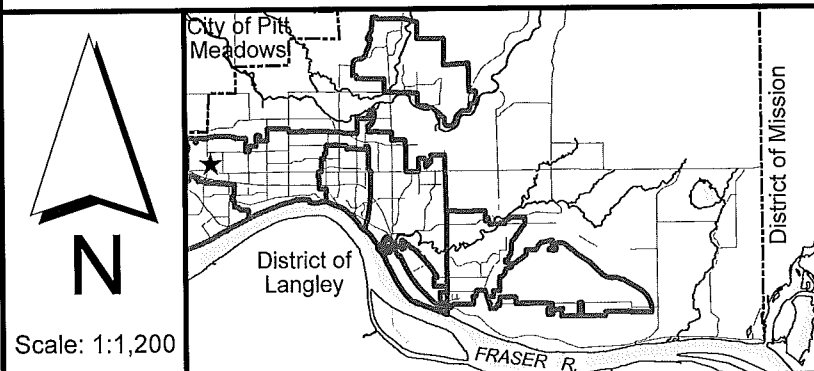 City of Pitt
Meadows
District of Mission
District of
Langley
FRASER R.
N
Scale: 1:1,200